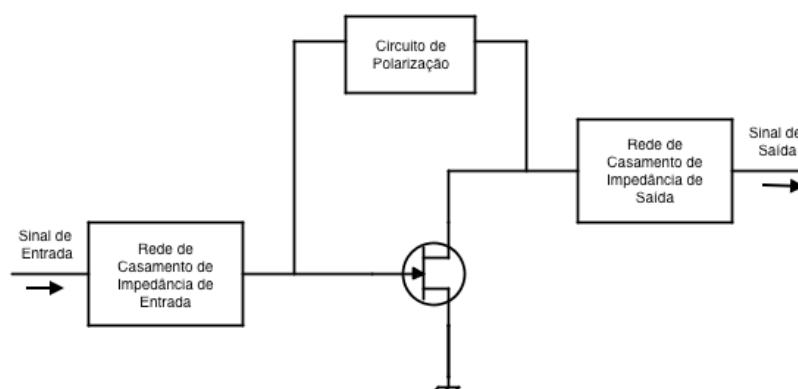 Circuito de
Polarização
Rede de
Casamento de
Impedância de
Saída
Sinal de
Saída
Sinal de
Entrada
Rede de
Casamento de
Impedância de
Entrada